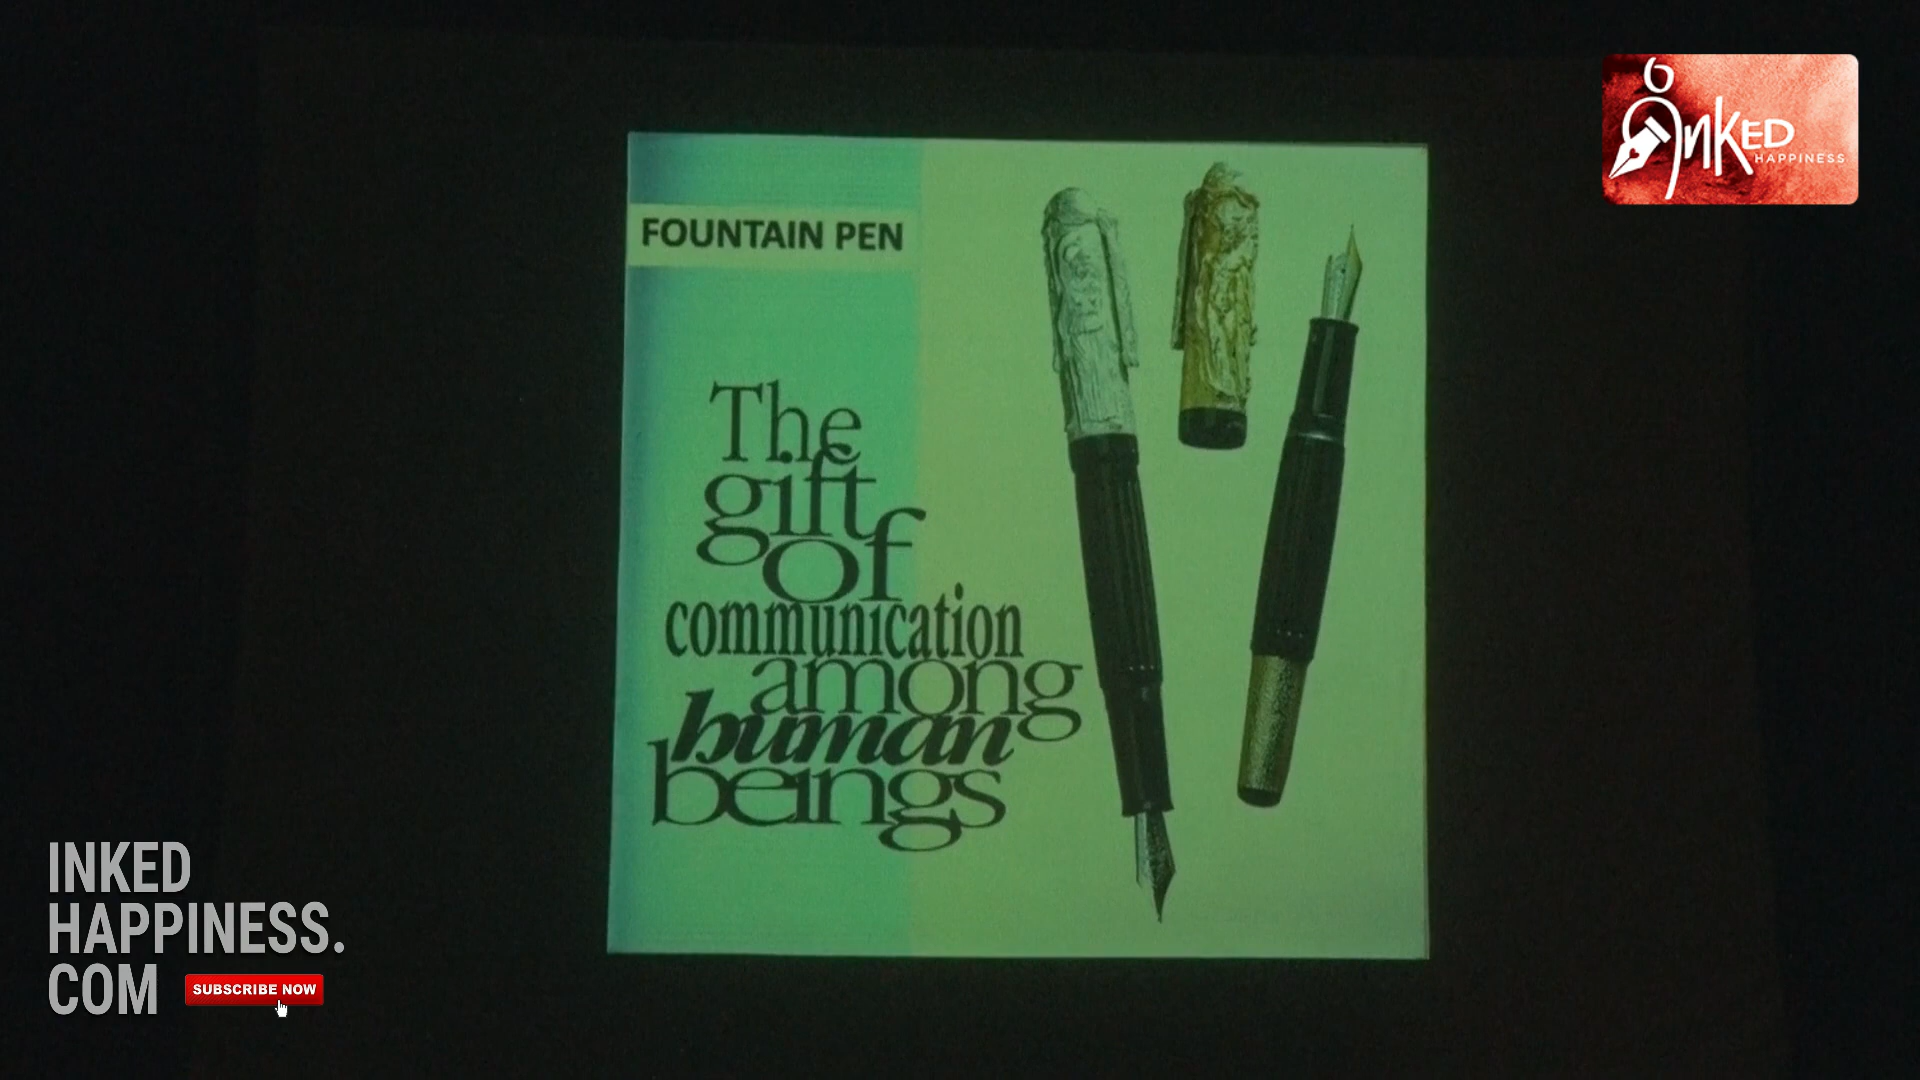 FOUNTAIN PEN
The
gift
of
communication
among
human
beings
INKED
HAPPINESS
INKED
HAPPINESS.
COM
SUBSCRIBE NOW